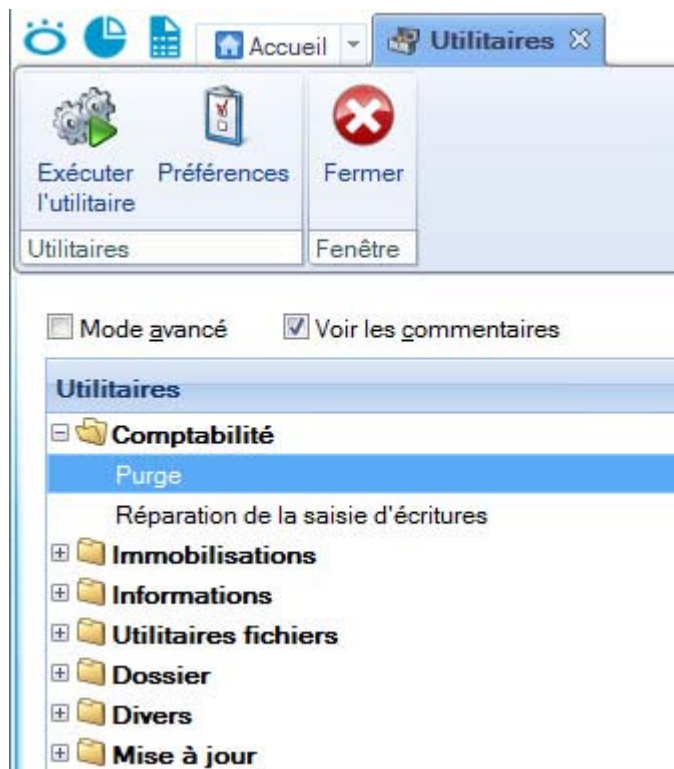 Accueil
Utilitaires
Exécuter
l'utilitaire
Préférences
Fermer
Utilitaires
Fenêtre
Mode avancé
Voir les commentaires
Utilitaires
Comptabilité
Purge
Réparation de la saisie d'écritures
Immobilisations
Informations
Utilitaires fichiers
Dossier
Divers
Mise à jour